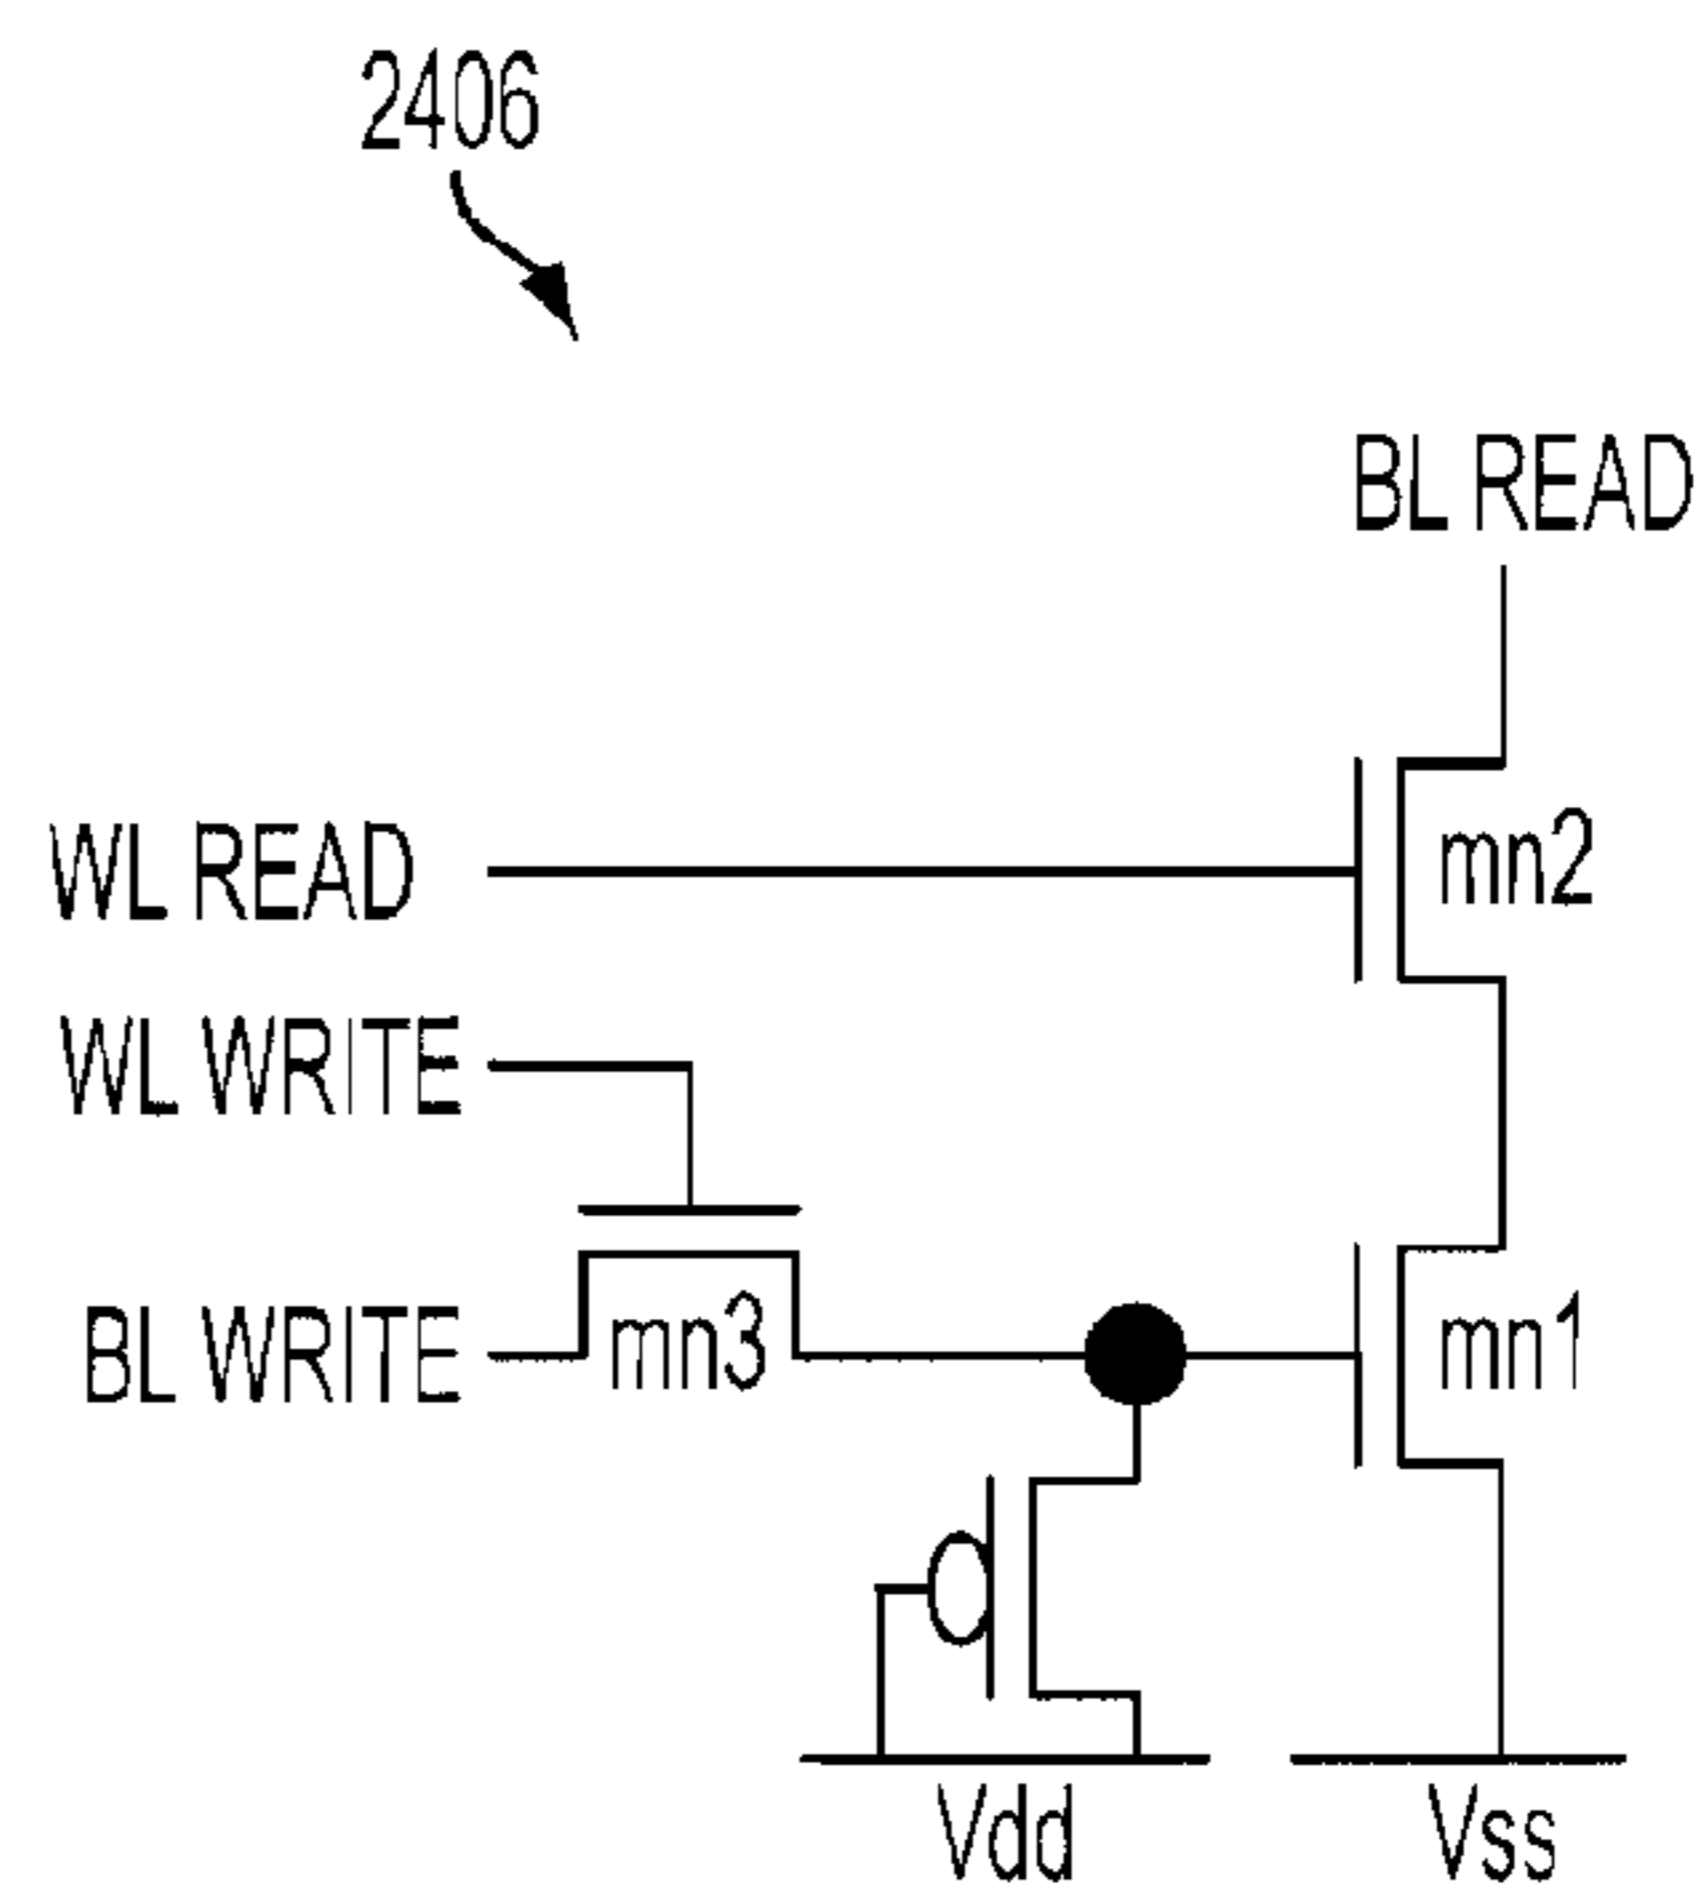 2406
BL READ
WL READ
mn2
WL WRITE
BL WRITE
mn3
mn1
Vdd
Vss